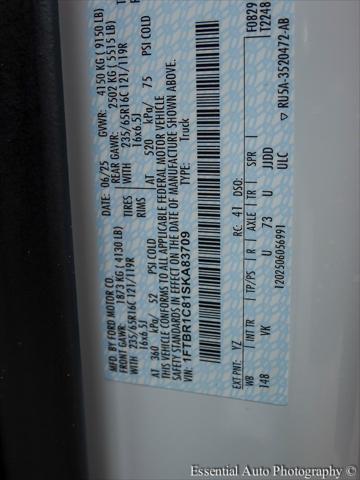 MFD. BY FORD MOTOR CO.
DATE: 06/25 GVWR: 4150 KG ( 9150 LB)
FRONT GAWR: 1873 KG ( 4130 LB) REAR GAWR: 2502 KG ( 5515 LB)
WITH 235/65R16C 121/119R TIRES WITH 235/65R16C 121/119R
16x6.5J RIMS 16x6.5J
AT 360 kPa/ 52 PSI COLD AT 520 kPa/ 75 PSI COLD
THIS VEHICLE CONFORMS TO ALL APPLICABLE FEDERAL MOTOR VEHICLE
SAFETY STANDARDS IN EFFECT ON THE DATE OF MANUFACTURE SHOWN ABOVE.
VIN: 1FTBR1C81SKA83709 TYPE: Truck
F0829
T2248
EXT PNT: YZ RC: 41 DSO:
WB INT TR TP/PS R AXLE TR SPR
148 VK U 73 U UDD
ULC
1202506056991
▽ RU5A-3520472-AB
Essential Auto Photography ©